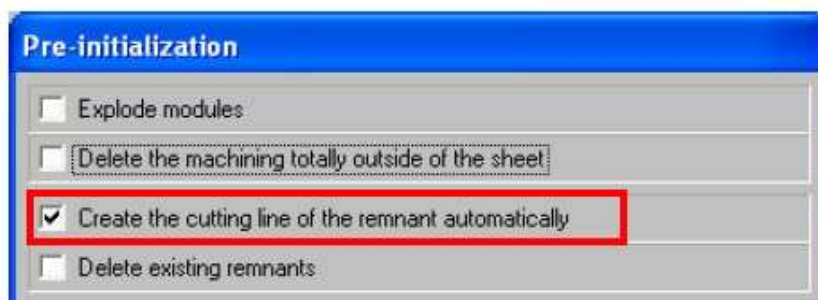 Pre-initialization
Explode modules
Delete the machining totally outside of the sheet
Create the cutting line of the remnant automatically
Delete existing remnants